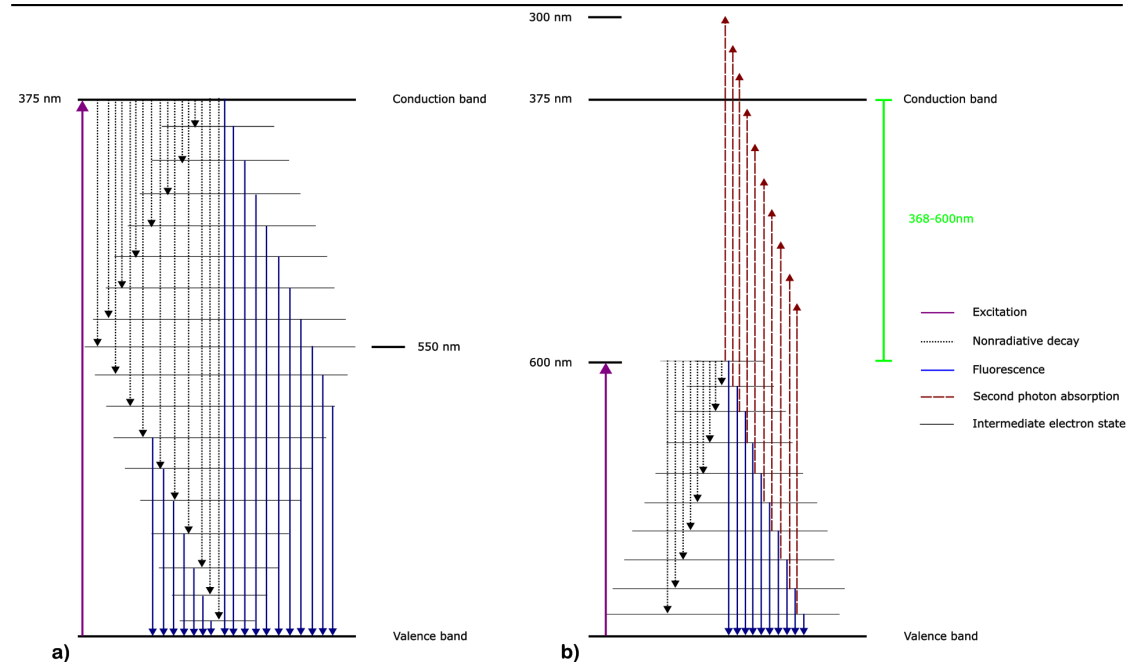 300 nm
375 nm
Conduction band
375 nm
Conduction band
368-600nm
Excitation
Nonradiative decay
550 nm
600 nm
Fluorescence
Second photon absorption
Intermediate electron state
Valence band
Valence band
a)
b)